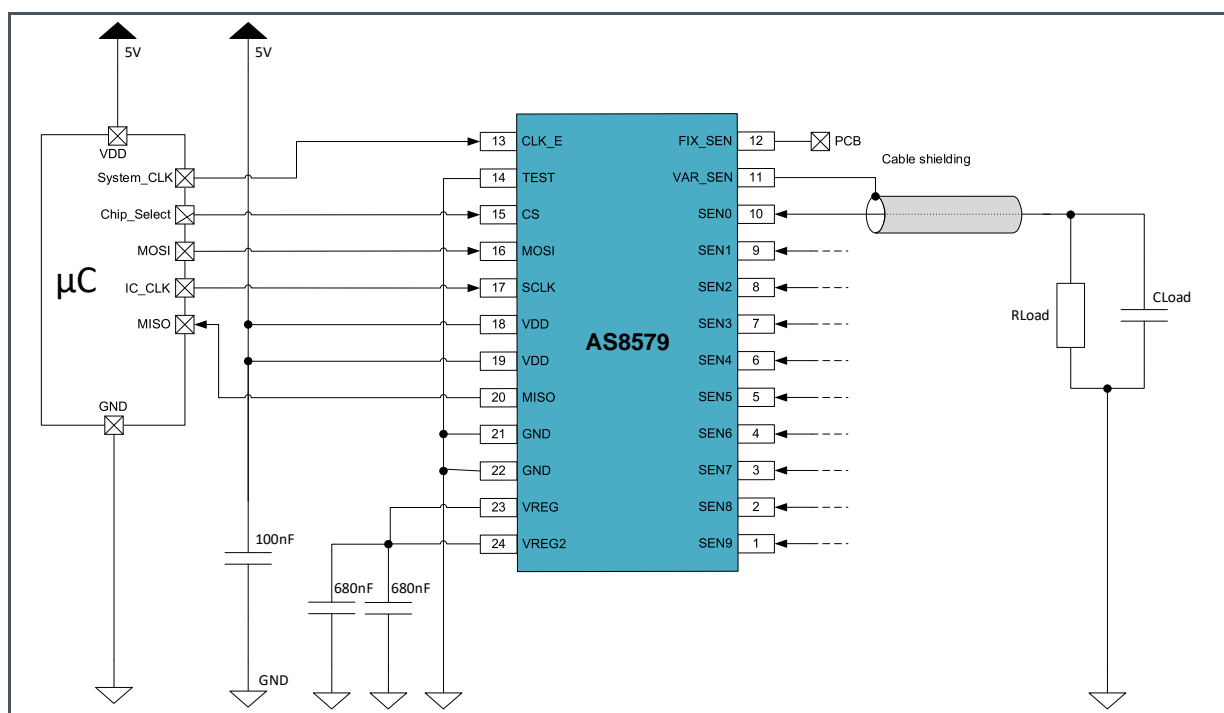 5V
5V
VDD
System_CLK
Chip_Select
MOSI
IC_CLK
MISO
GND
µC
13 CLK_E
14 TEST
15 CS
16 MOSI
17 SCLK
18 VDD
19 VDD
20 MISO
21 GND
22 GND
23 VREG
24 VREG2
AS8579
FIX_SEN 12
VAR_SEN 11
SEN0 10
SEN1 9
SEN2 8
SEN3 7
SEN4 6
SEN5 5
SEN6 4
SEN7 3
SEN8 2
SEN9 1
PCB
Cable shielding
RLoad
CLoad
100nF
680nF
680nF
GND